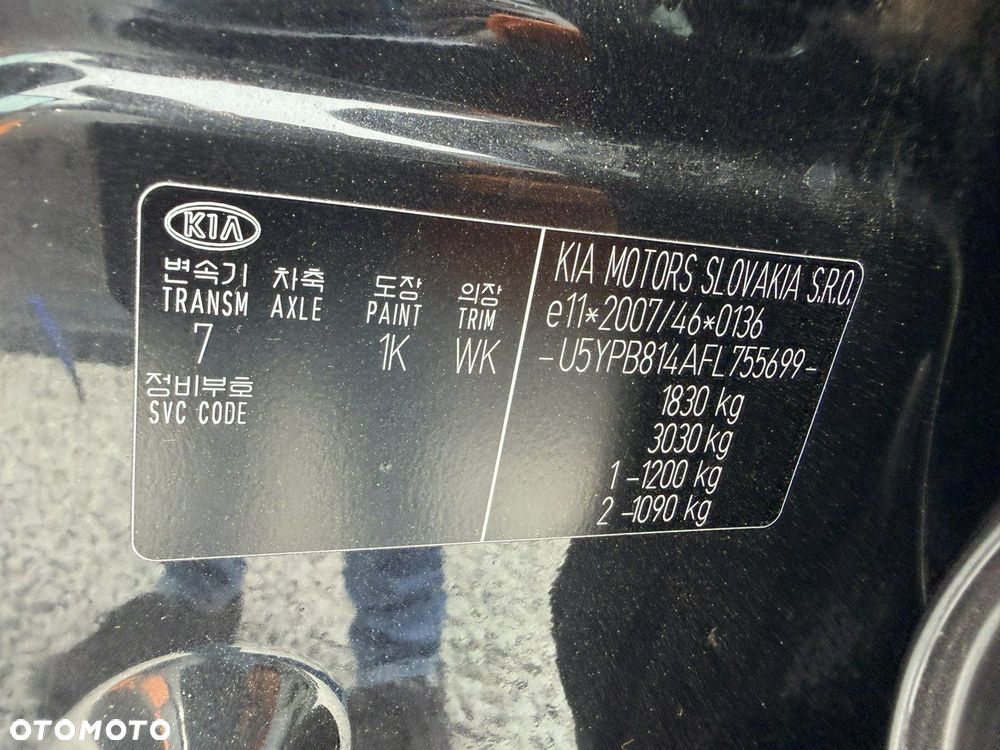 KIA
변속기 차축 도장 의장
TRANSM AXLE PAINT TRIM
7 1K WK
정비부호
SVC CODE
KIA MOTORS SLOVAKIA S.R.O.
e11*2007/46*0136
-U5YPB814AFL755699-
1830 kg
3030 kg
1 -1200 kg
2 -1090 kg
OTOMOTO